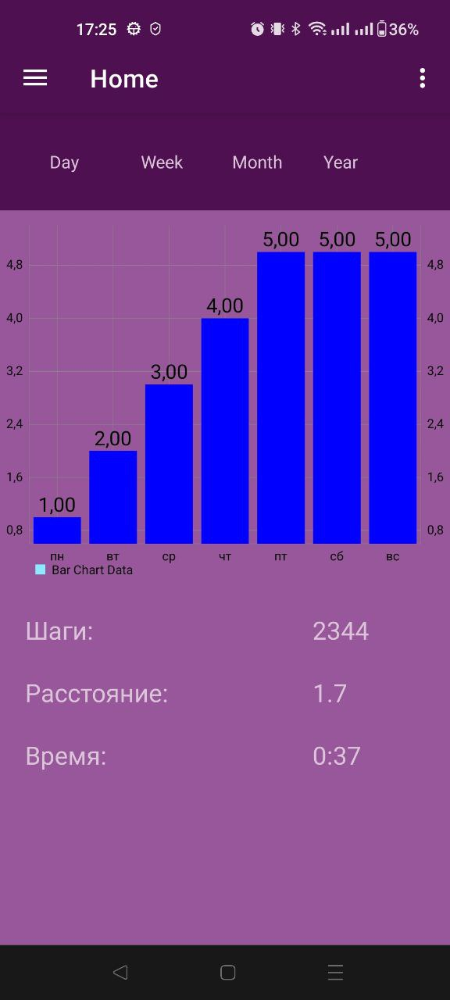 17:25 36%
Home
Day Week Month Year
5,00 5,00 5,00
4,8 4,8
4,00
4,0 4,0
3,00
3,2 3,2
2,00
2,4 2,4
1,6 1,6
1,00
0,8 0,8
пн вт ср чт пт сб вс
Bar Chart Data
Шаги: 2344
Расстояние: 1.7
Время: 0:37